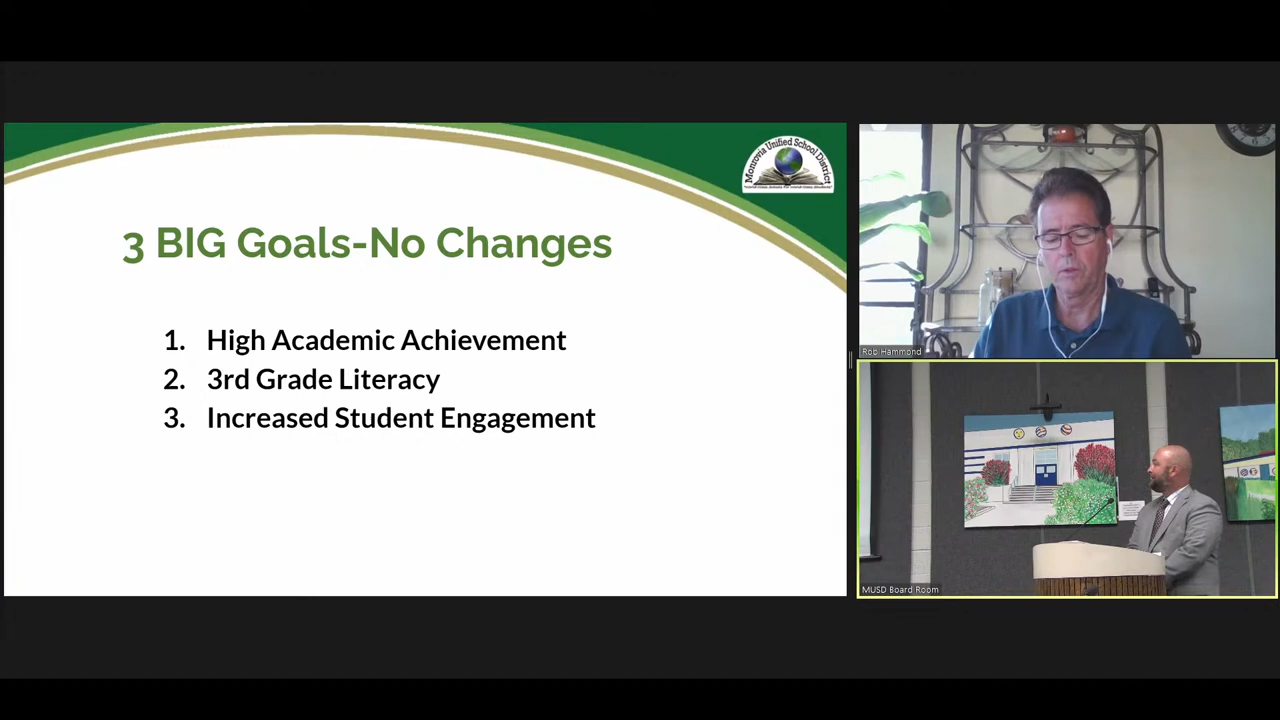 Monrovia Unified School District
3 BIG Goals-No Changes
1. High Academic Achievement
2. 3rd Grade Literacy
3. Increased Student Engagement
Rob Hammond
MUSD Board Room